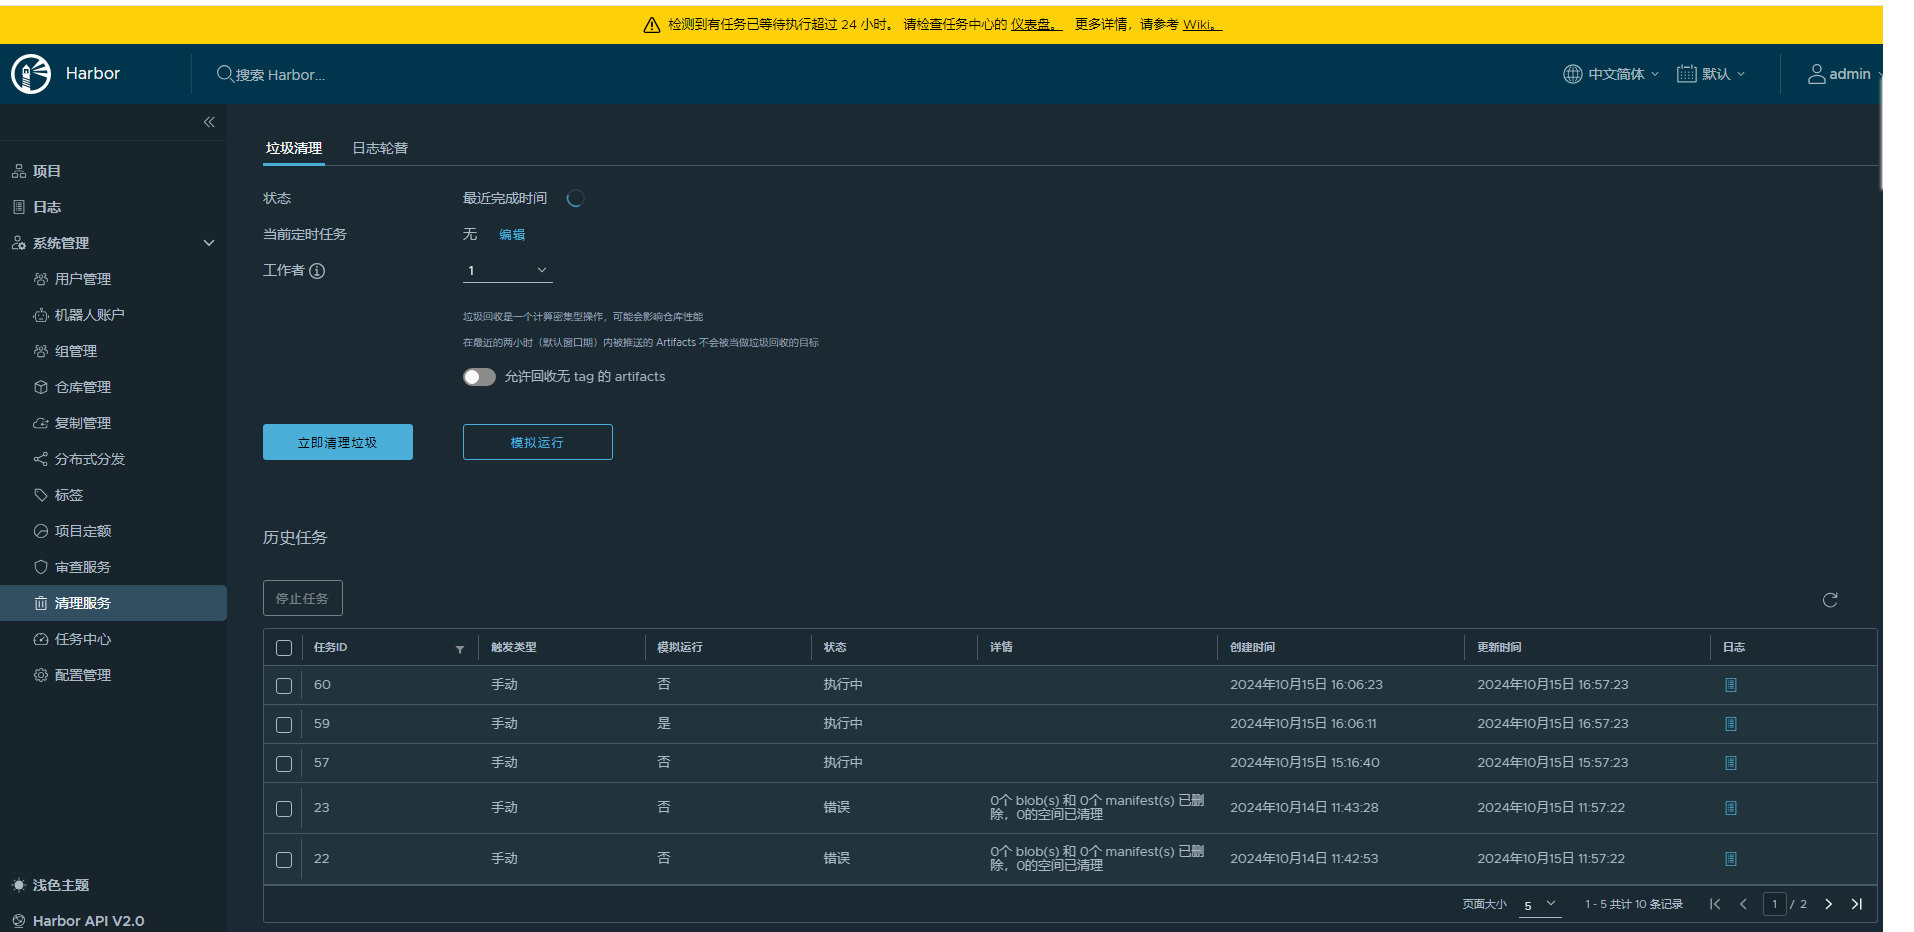 检测到有任务已等待执行超过 24 小时。 请检查任务中心的 仪表盘。 更多详情，请参考 Wiki。
Harbor
搜索 Harbor...
中文简体
默认
admin
垃圾清理
日志轮替
项目
日志
系统管理
用户管理
机器人账户
组管理
仓库管理
复制管理
分布式分发
标签
项目定额
审查服务
清理服务
任务中心
配置管理
浅色主题
Harbor API V2.0
状态 最近完成时间
当前定时任务 无 编辑
工作者 1
垃圾回收是一个计算密集型操作，可能会影响仓库性能
在最近的两小时（默认窗口期）内被推送的 Artifacts 不会被当做垃圾回收的目标
允许回收无 tag 的 artifacts
立即清理垃圾 模拟运行
历史任务
停止任务
任务ID 触发类型 模拟运行 状态 详情 创建时间 更新时间 日志
60 手动 否 执行中 2024年10月15日 16:06:23 2024年10月15日 16:57:23
59 手动 是 执行中 2024年10月15日 16:06:11 2024年10月15日 16:57:23
57 手动 否 执行中 2024年10月15日 15:16:40 2024年10月15日 15:57:23
23 手动 否 错误 0个 blob(s) 和 0个 manifest(s) 已删
除，0的空间已清理 2024年10月14日 11:43:28 2024年10月15日 11:57:22
22 手动 否 错误 0个 blob(s) 和 0个 manifest(s) 已删
除，0的空间已清理 2024年10月14日 11:42:53 2024年10月15日 11:57:22
页面大小 5 1 - 5 共计 10 条记录 1 / 2